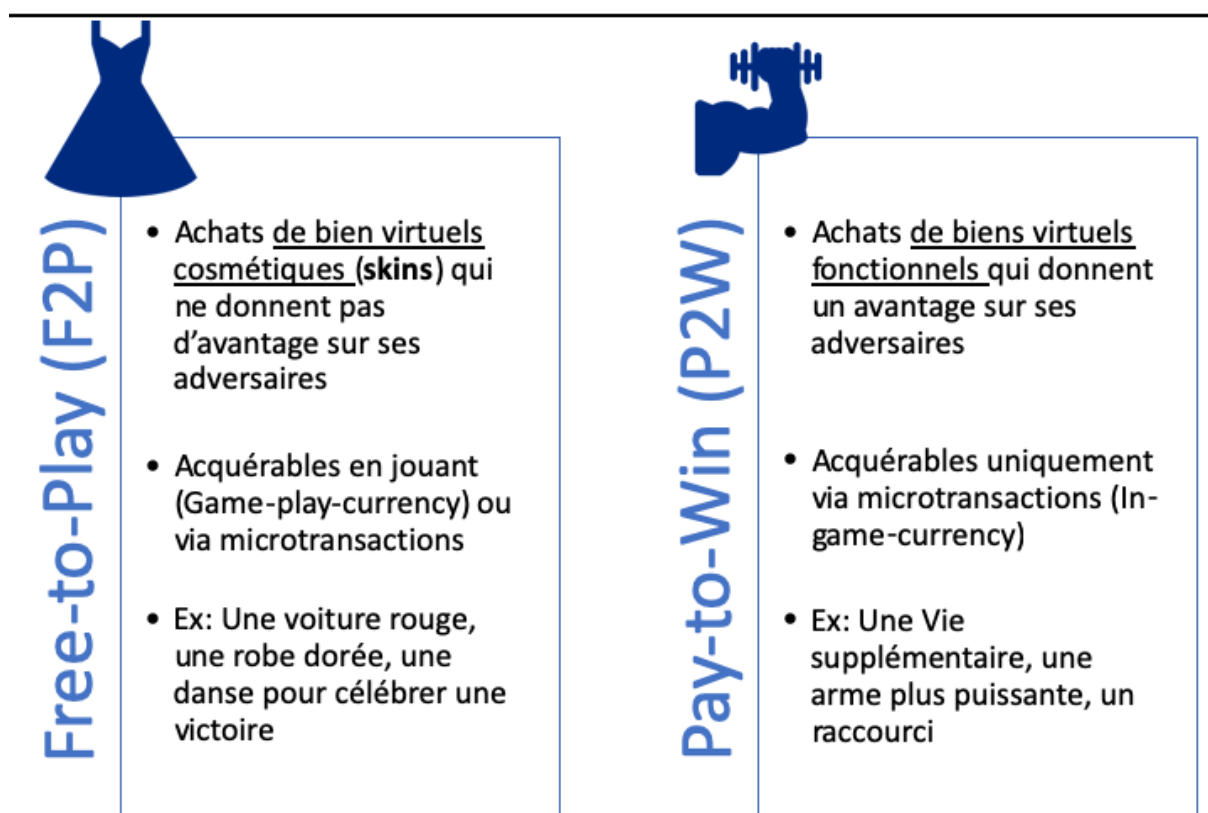 Free-to-Play (F2P)
• Achats de bien virtuels
cosmétiques (skins) qui
ne donnent pas
d’avantage sur ses
adversaires
• Acquérables en jouant
(Game-play-currency) ou
via microtransactions
• Ex: Une voiture rouge,
une robe dorée, une
danse pour célébrer une
victoire
Pay-to-Win (P2W)
• Achats de biens virtuels
fonctionnels qui donnent
un avantage sur ses
adversaires
• Acquérables uniquement
via microtransactions (In-
game-currency)
• Ex: Une Vie
supplémentaire, une
arme plus puissante, un
raccourci